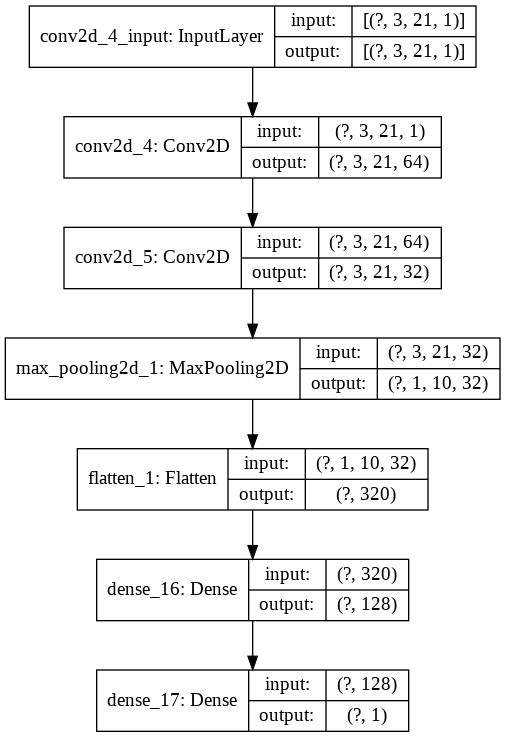 conv2d_4_input: InputLayer
input: [(?, 3, 21, 1)]
output: [(?, 3, 21, 1)]
conv2d_4: Conv2D
input: (?, 3, 21, 1)
output: (?, 3, 21, 64)
conv2d_5: Conv2D
input: (?, 3, 21, 64)
output: (?, 3, 21, 32)
max_pooling2d_1: MaxPooling2D
input: (?, 3, 21, 32)
output: (?, 1, 10, 32)
flatten_1: Flatten
input: (?, 1, 10, 32)
output: (?, 320)
dense_16: Dense
input: (?, 320)
output: (?, 128)
dense_17: Dense
input: (?, 128)
output: (?, 1)